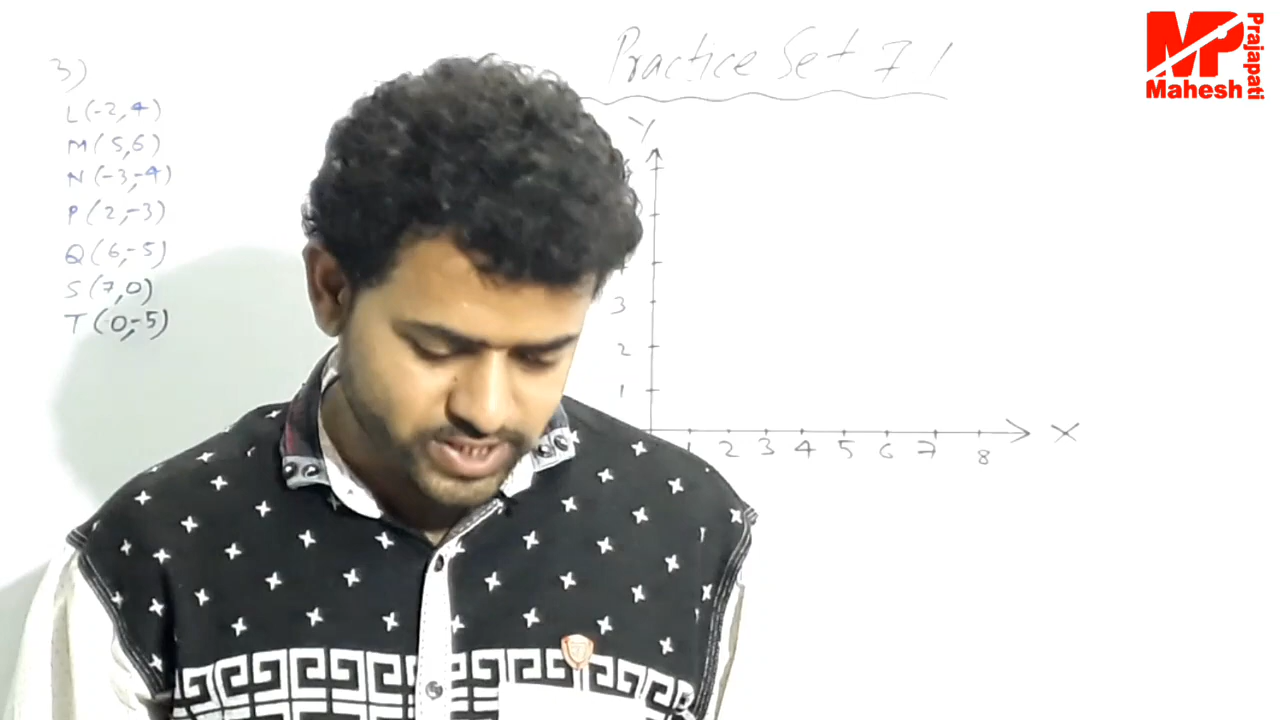 Practice Set 7.1
3)
L(-2,4)
M(5,6)
N(-3,-4)
P(2,-3)
Q(6,-5)
S(7,0)
T(0,-5)
Y
3
2
1
1 2 3 4 5 6 7 8
X
MP
Mahesh
Prajapati